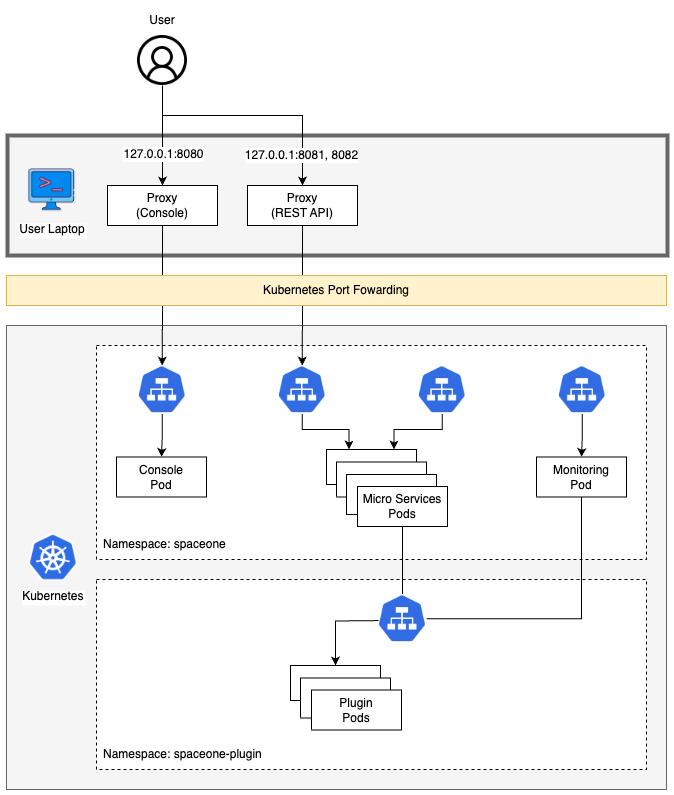 User
127.0.0.1:8080
127.0.0.1:8081, 8082
>_
User Laptop
Proxy
(Console)
Proxy
(REST API)
Kubernetes Port Fowarding
Console
Pod
Micro Services
Pods
Monitoring
Pod
Namespace: spaceone
Kubernetes
Plugin
Pods
Namespace: spaceone-plugin